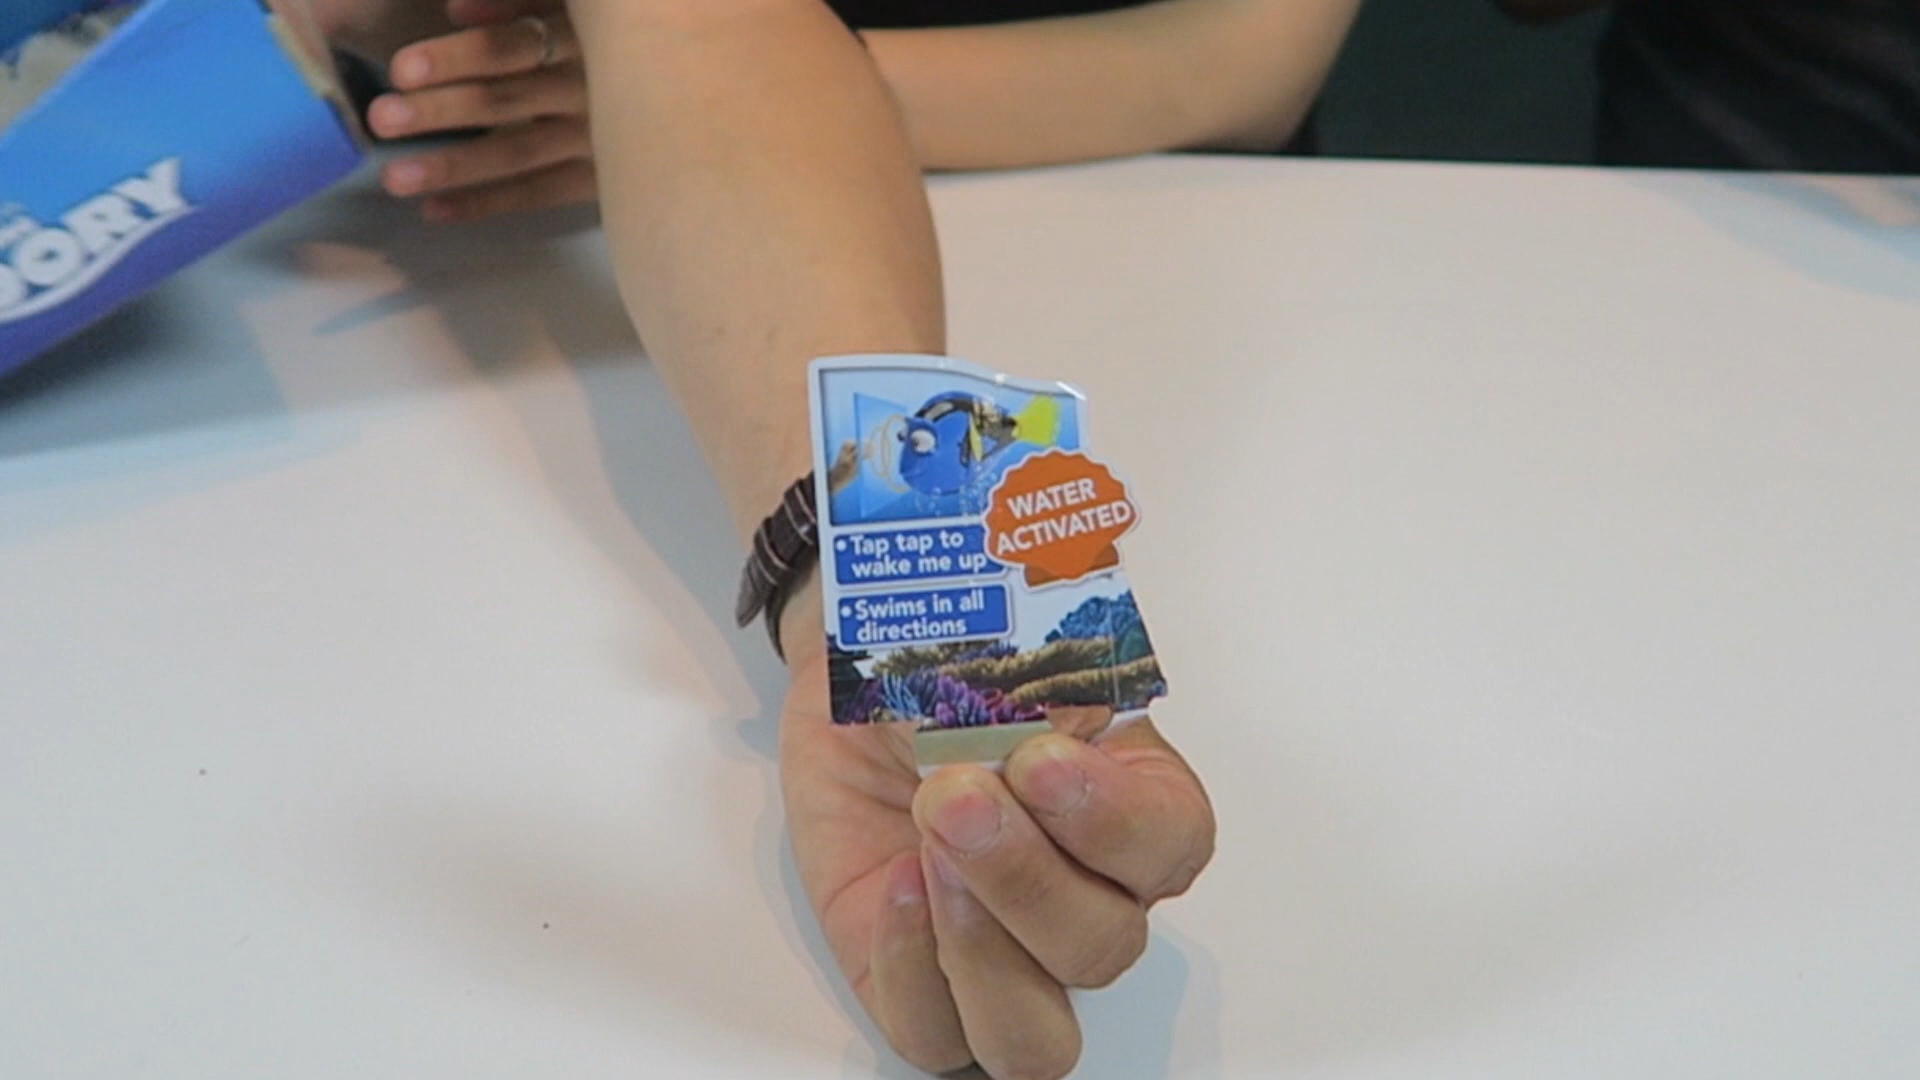 DORY
WATER
ACTIVATED
• Tap tap to
wake me up
• Swims in all
directions